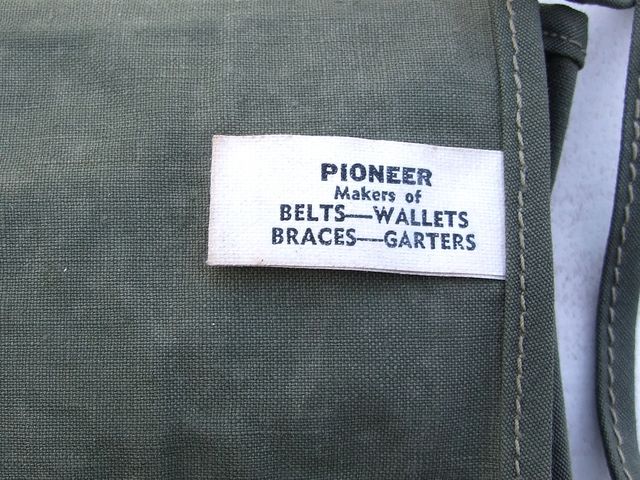 PIONEER
Makers of
BELTS—WALLETS
BRACES—GARTERS